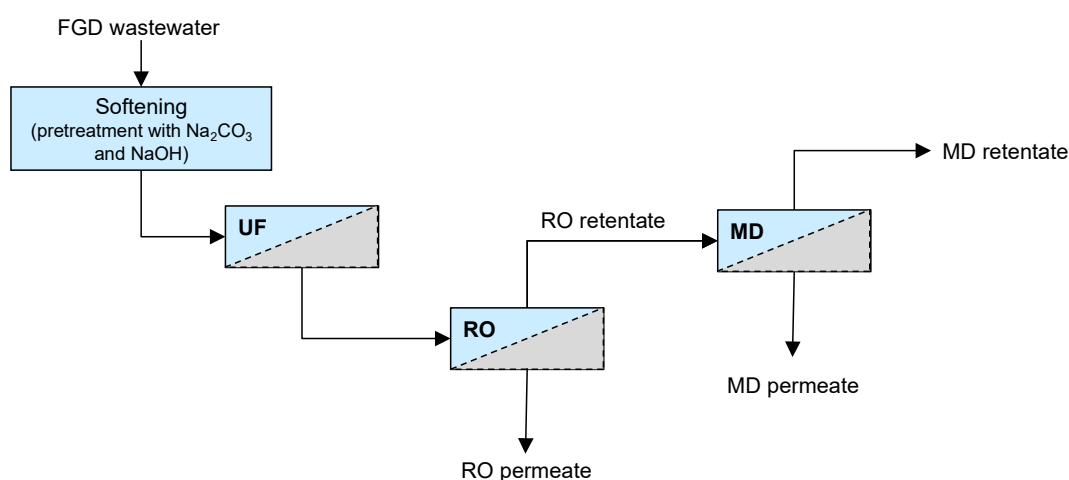 FGD wastewater
Softening
(pretreatment with Na₂CO₃
and NaOH)
UF
RO retentate
MD
MD retentate
RO
MD permeate
RO permeate